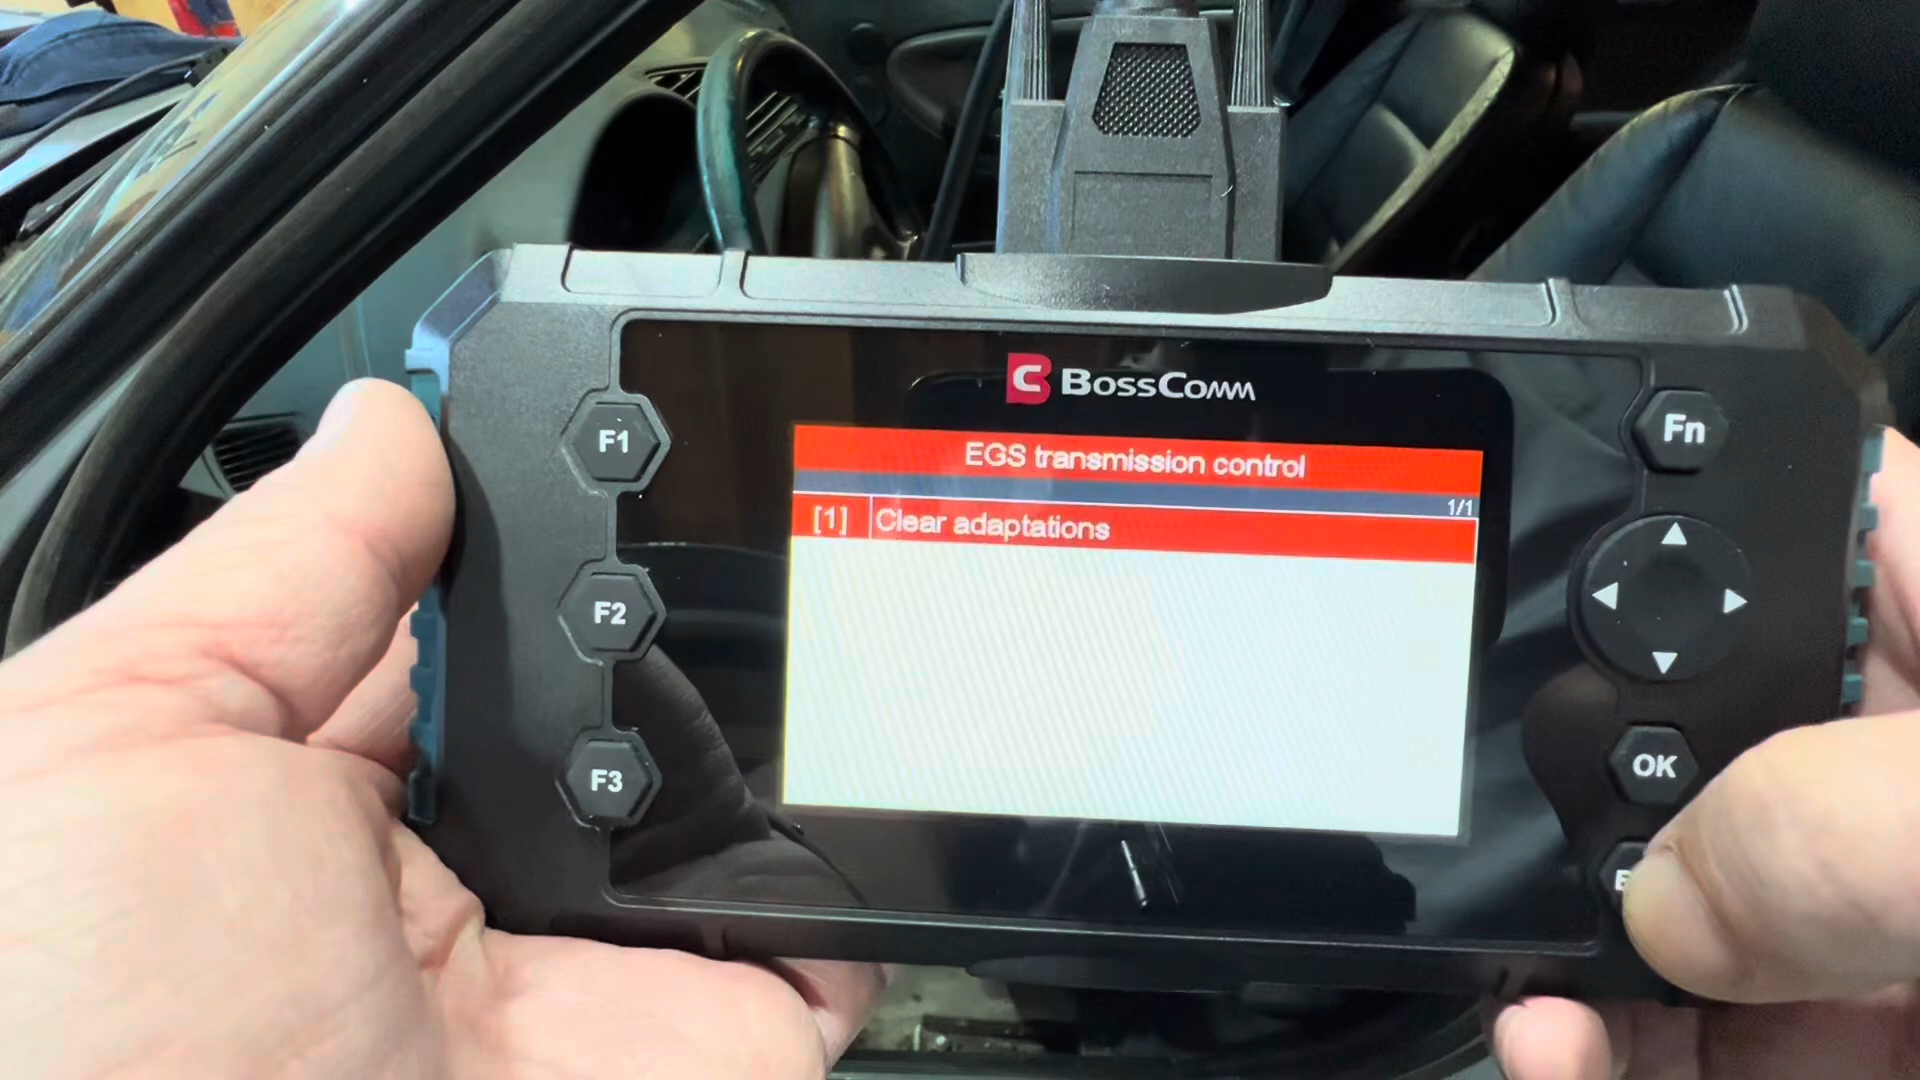 BossComm
F1
Fn
EGS transmission control
1/1
[1] Clear adaptations
F2
F3
OK